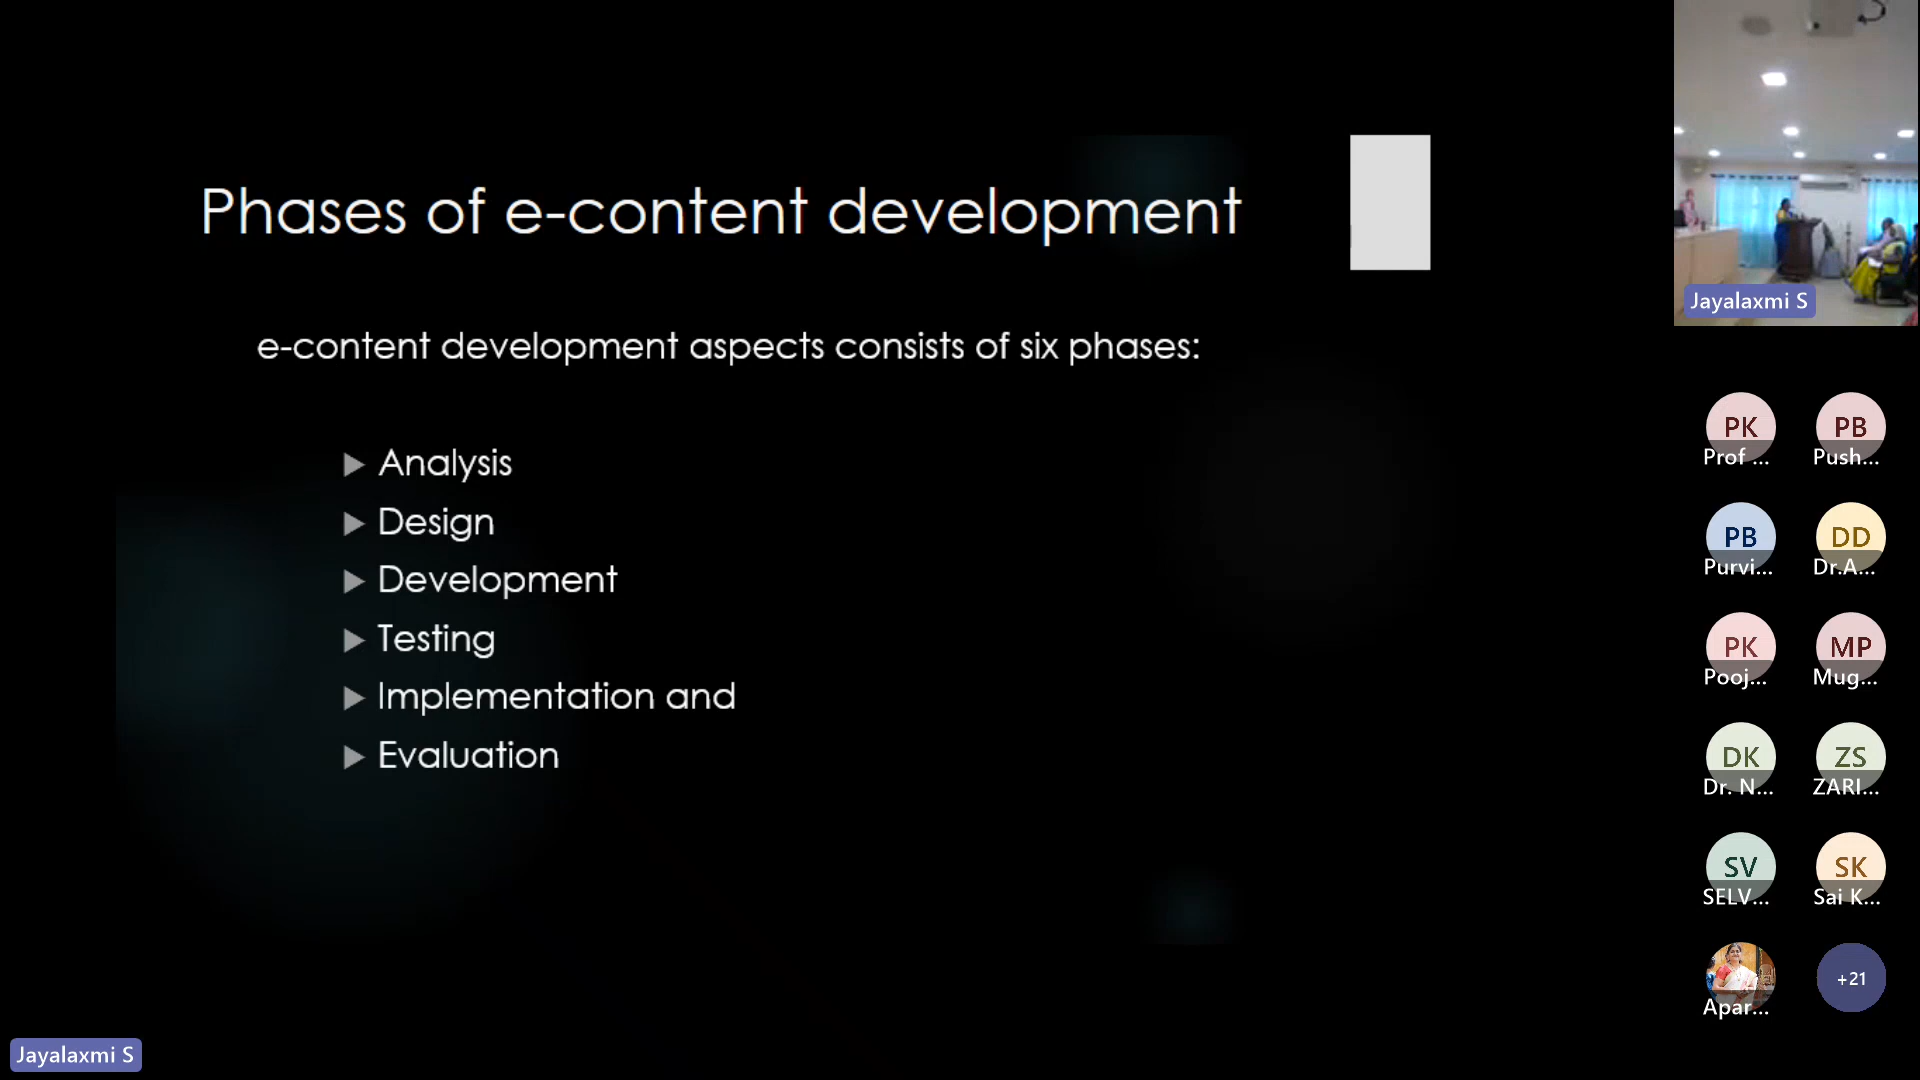 Phases of e-content development
e-content development aspects consists of six phases:
Analysis
Design
Development
Testing
Implementation and
Evaluation
Jayalaxmi S
Jayalaxmi S
PK
Prof ...
PB
Push...
PB
Purvi...
DD
Dr.A...
PK
Pooj...
MP
Mug...
DK
Dr. N...
ZS
ZARI...
SV
SELV...
SK
Sai K...
Apar...
+21